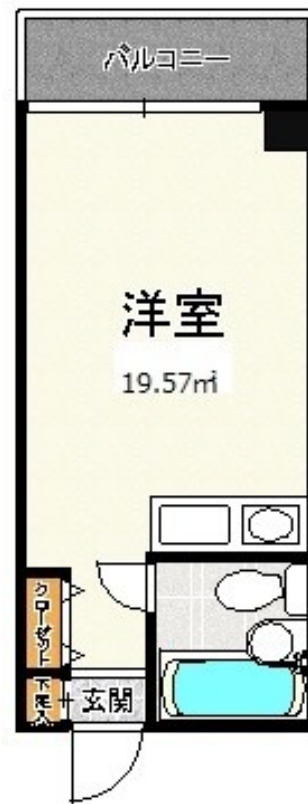 バルコニー
洋室
19.57㎡
クローゼット
下足入
玄関